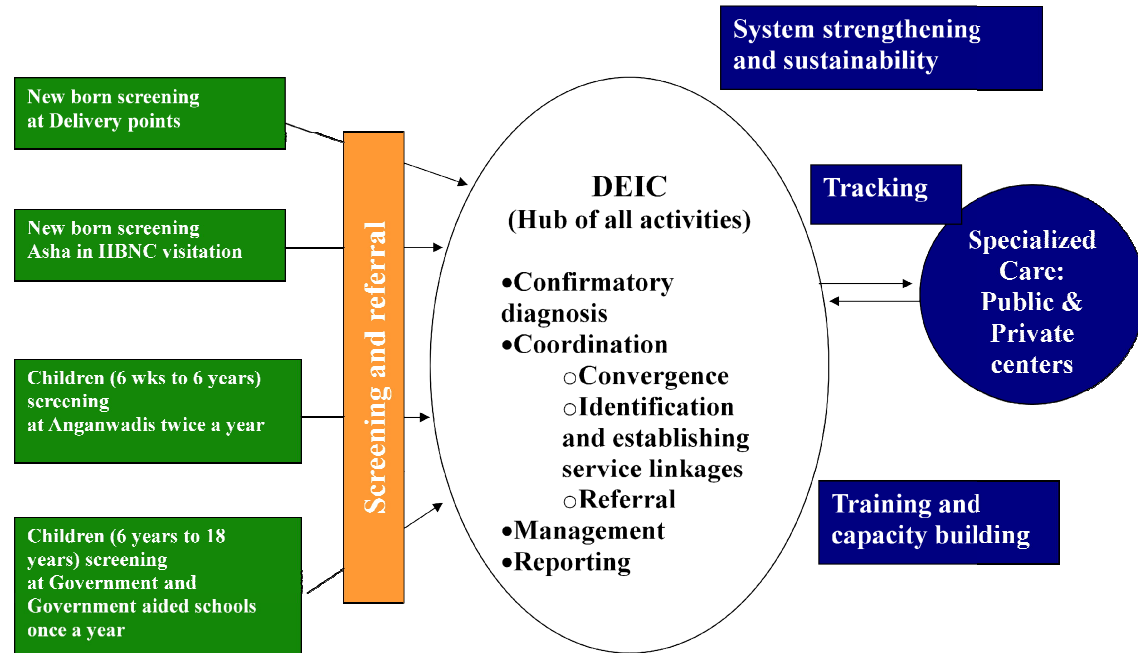 New born screening
at Delivery points
New born screening
Asha in IIBNC visitation
Children (6 wks to 6 years)
screening
at Anganwadis twice a year
Children (6 years to 18
years) screening
at Government and
Government aided schools
once a year
Screening and referral
DEIC
(Hub of all activities)
•Confirmatory
diagnosis
•Coordination
○Convergence
○Identification
and establishing
service linkages
○Referral
•Management
•Reporting
System strengthening
and sustainability
Tracking
Specialized
Care:
Public &
Private
centers
Training and
capacity building